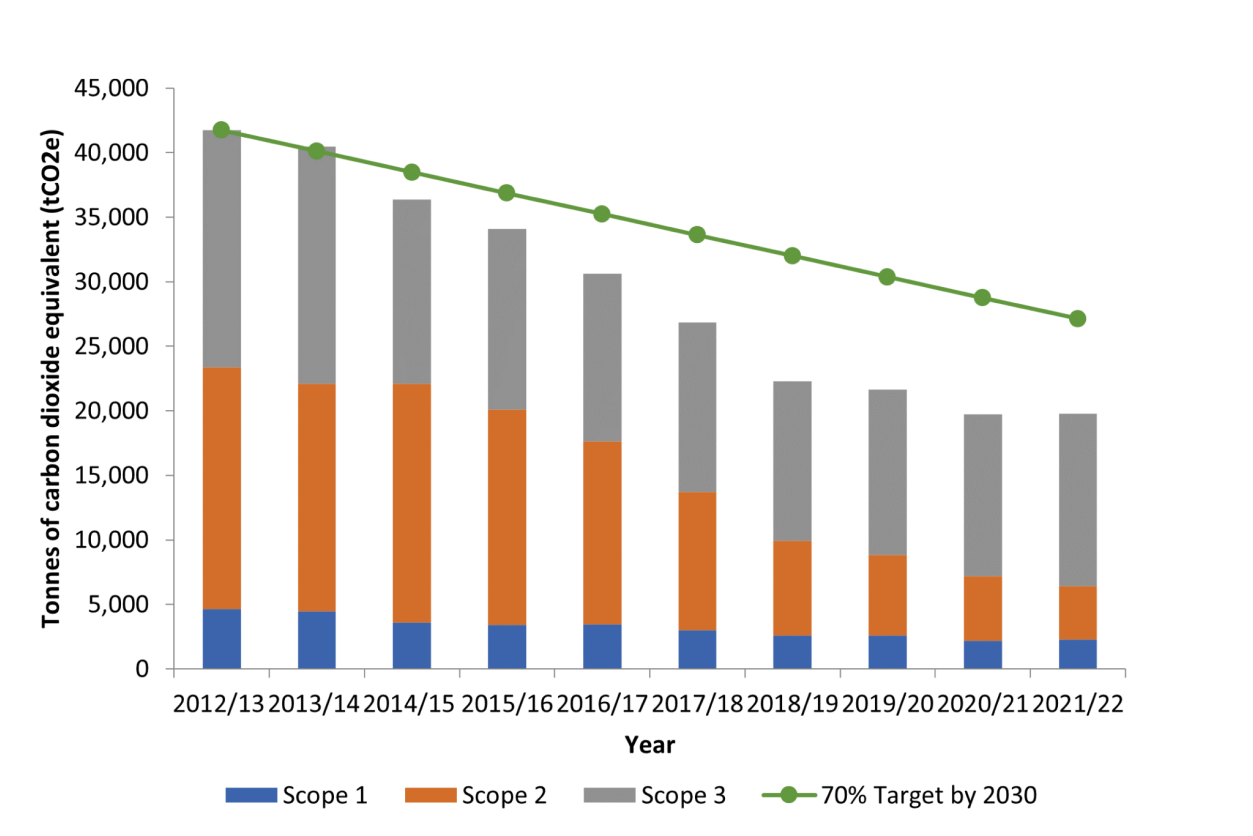 45,000
40,000
35,000
30,000
25,000
20,000
15,000
10,000
5,000
0
Tonnes of carbon dioxide equivalent (tCO2e)
2012/13 2013/14 2014/15 2015/16 2016/17 2017/18 2018/19 2019/20 2020/21 2021/22
Year
Scope 1 Scope 2 Scope 3 70% Target by 2030